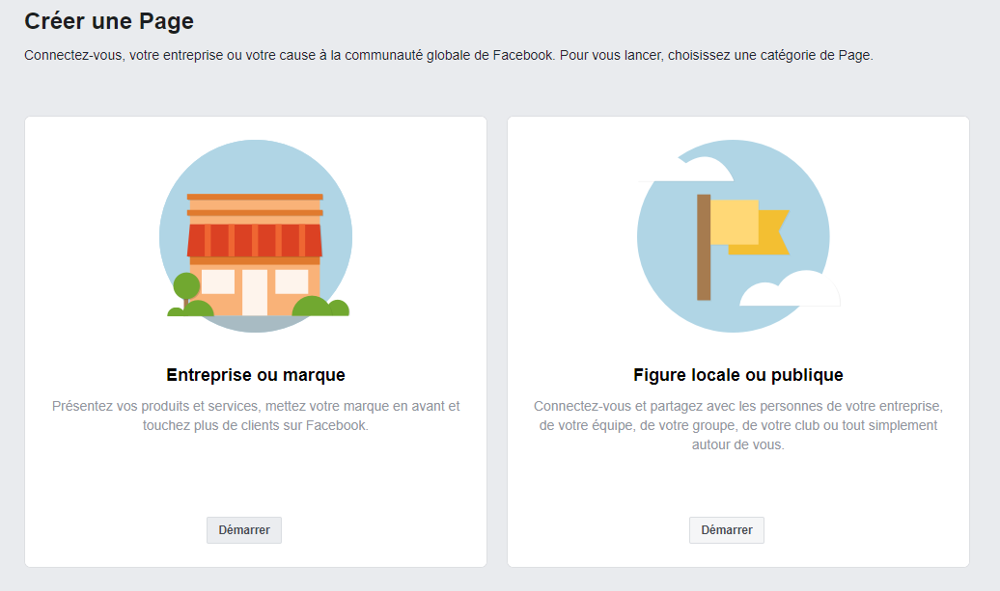 Créer une Page
Connectez-vous, votre entreprise ou votre cause à la communauté globale de Facebook. Pour vous lancer, choisissez une catégorie de Page.
Entreprise ou marque
Présentez vos produits et services, mettez votre marque en avant et
touchez plus de clients sur Facebook.
Démarrer
Figure locale ou publique
Connectez-vous et partagez avec les personnes de votre entreprise,
de votre équipe, de votre groupe, de votre club ou tout simplement
autour de vous.
Démarrer